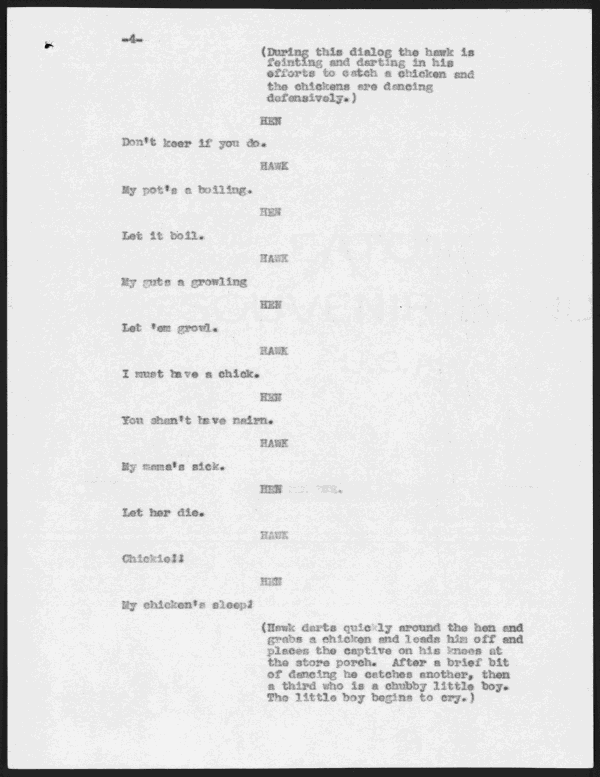 -4-
(During this dialog the hawk is
feinting and darting in his
efforts to catch a chicken and
the chickens are dancing
defensively.)
HEN
Don't keer if you do.
HAWK
My pot's a boiling.
HEN
Let it boil.
HAWK
My guts a growling
HEN
Let 'em growl.
HAWK
I must have a chick.
HEN
You shan't have nairn.
HAWK
My mama's sick.
HEN
Let her die.
HAWK
Chickie!!
HEN
My chicken's sleep!
(Hawk darts quickly around the hen and
grabs a chicken and leads him off and
places the captive on his knees at
the store porch. After a brief bit
of dancing he catches another, then
a third who is a chubby little boy.
The little boy begins to cry.)